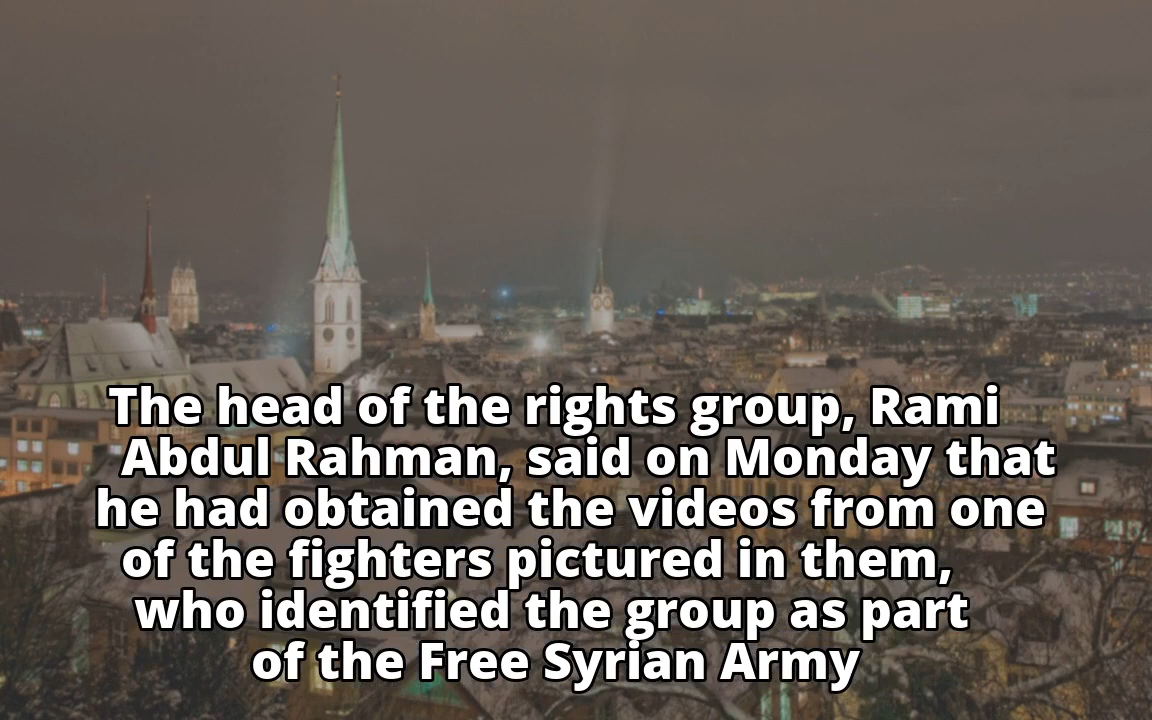 The head of the rights group, Rami
Abdul Rahman, said on Monday that
he had obtained the videos from one
of the fighters pictured in them,
who identified the group as part
of the Free Syrian Army